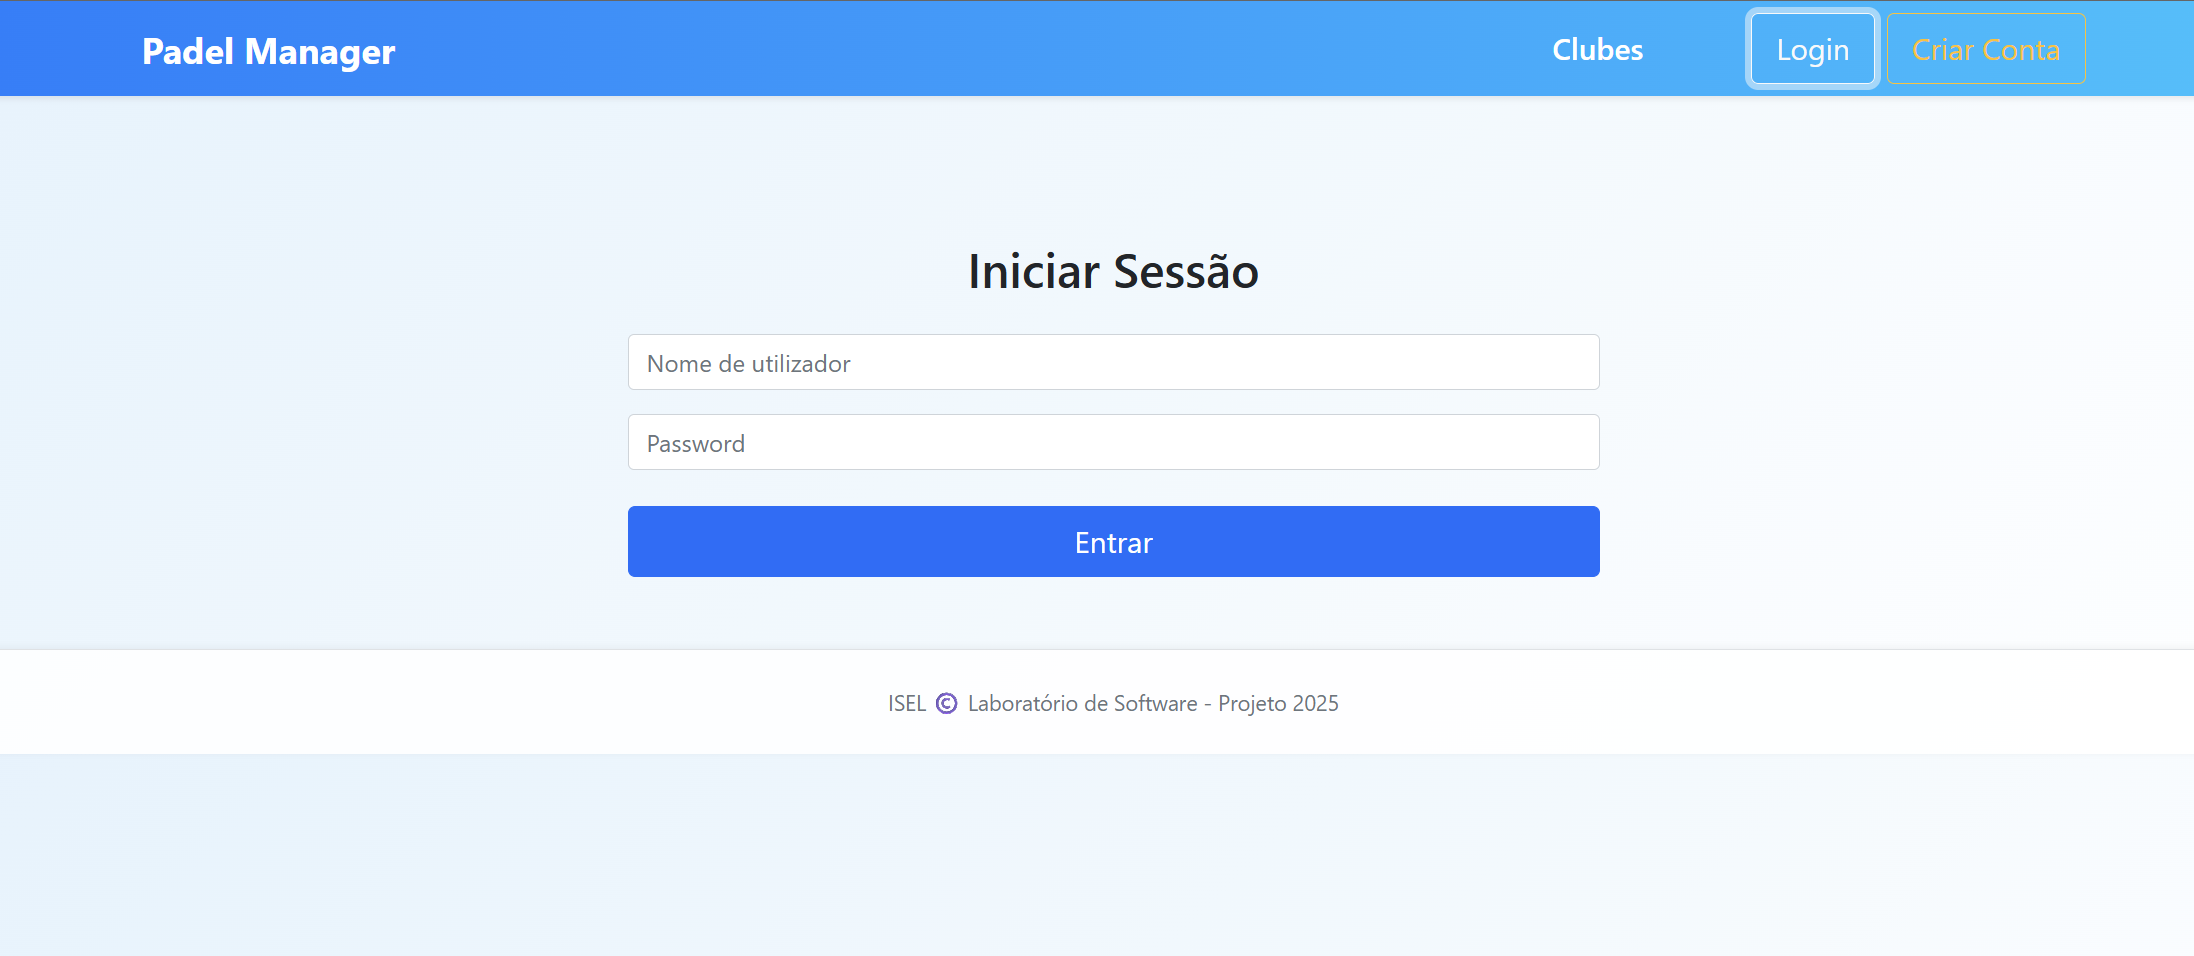 Padel Manager
Clubes
Login
Criar Conta
Iniciar Sessão
Nome de utilizador
Password
Entrar
ISEL © Laboratório de Software - Projeto 2025